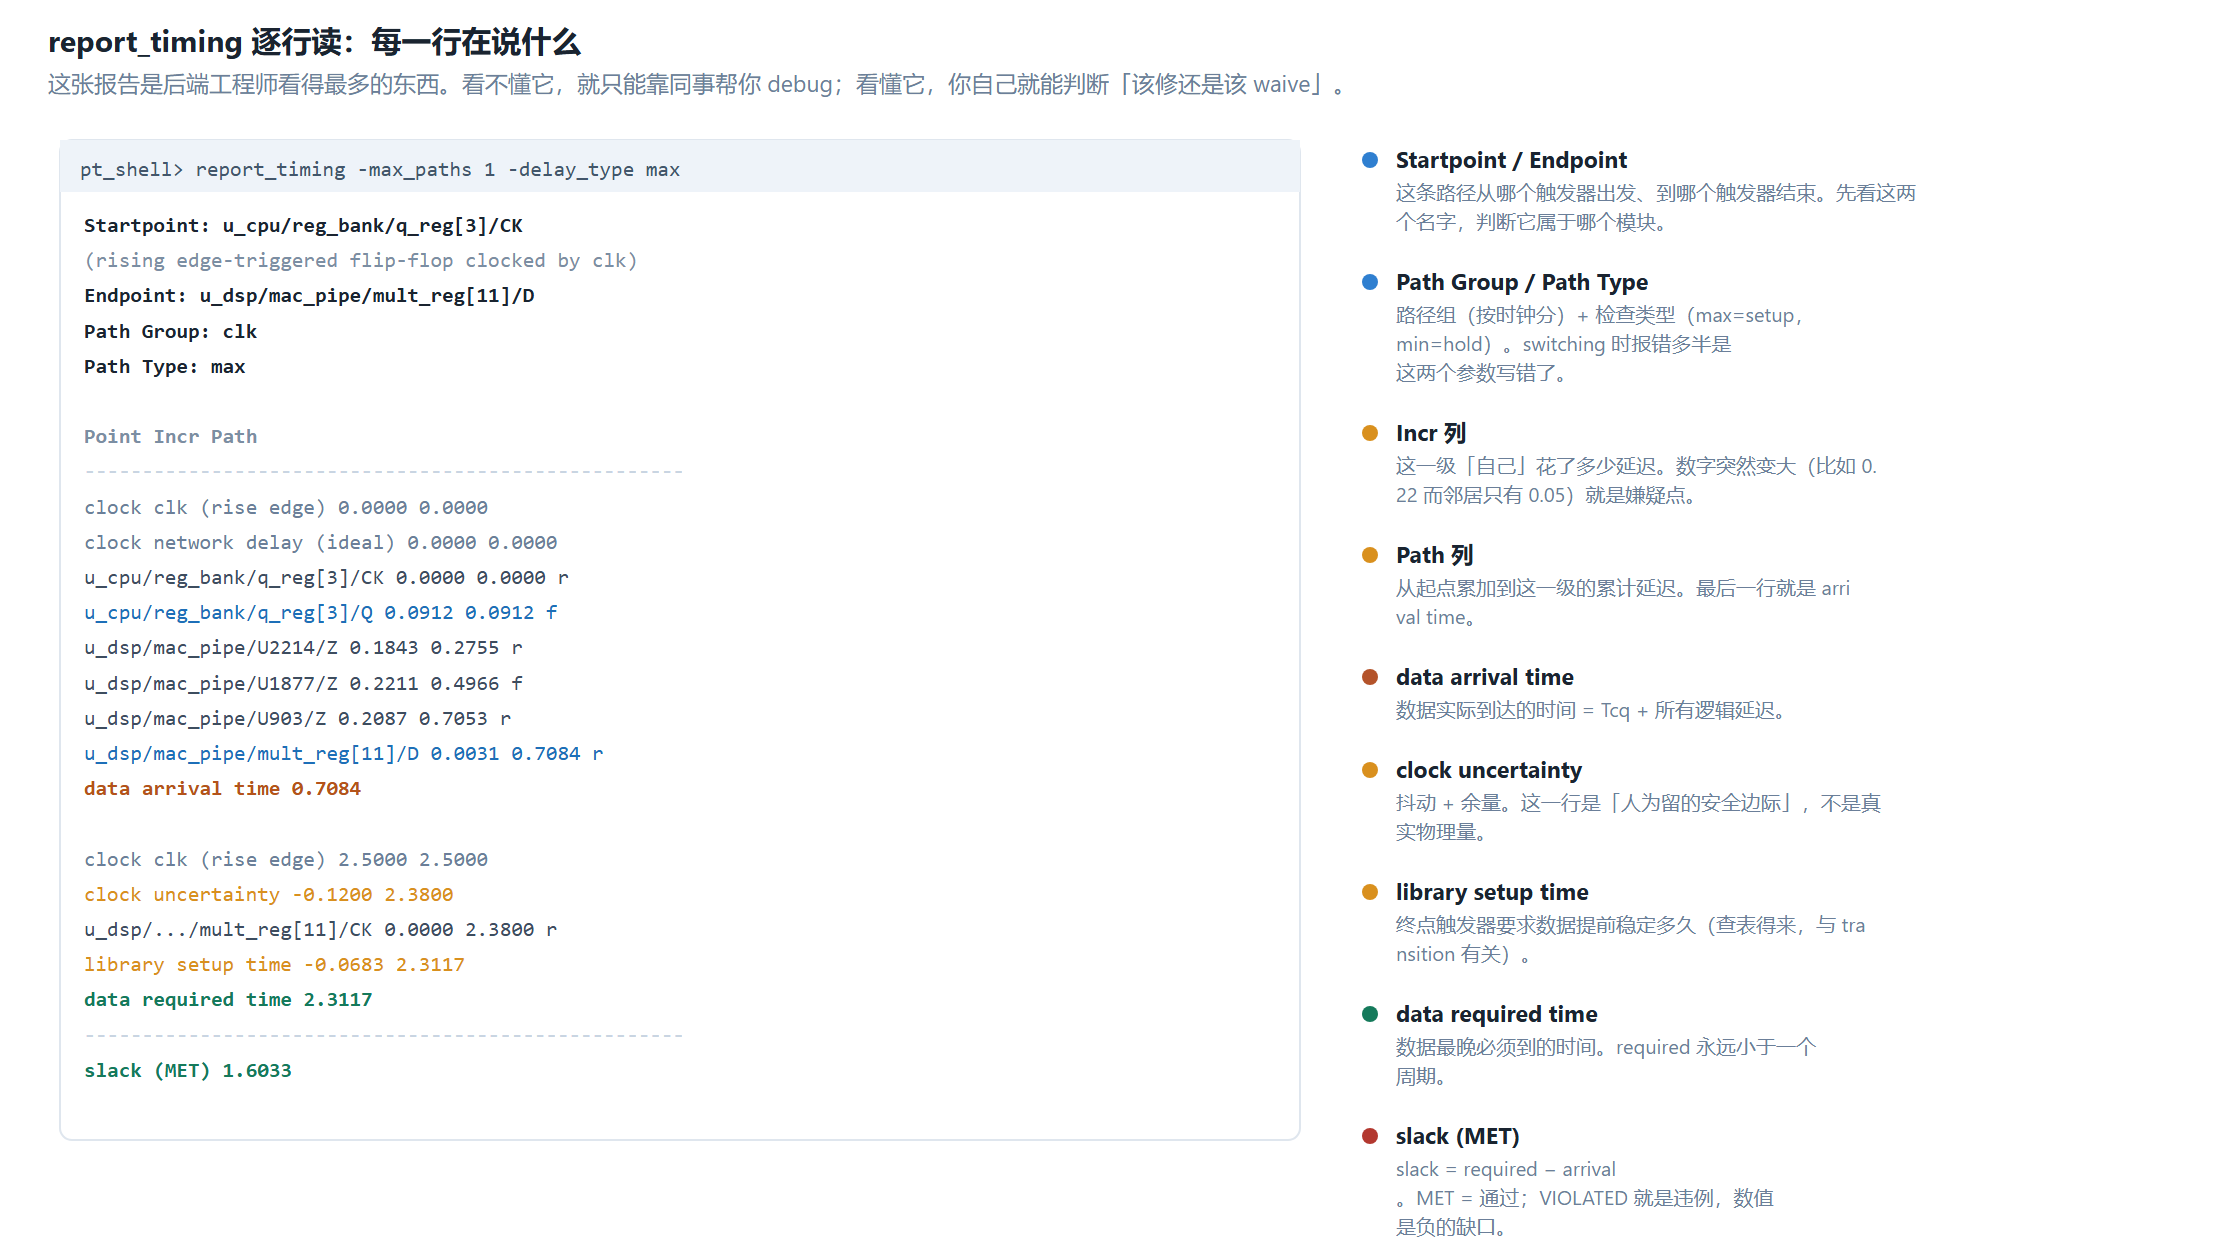 report_timing 逐行读：每一行在说什么
这张报告是后端工程师看得最多的东西。看不懂它，就只能靠同事帮你 debug；看懂它，你自己就能判断「该修还是该 waive」。
pt_shell> report_timing -max_paths 1 -delay_type max
Startpoint: u_cpu/reg_bank/q_reg[3]/CK
(rising edge-triggered flip-flop clocked by clk)
Endpoint: u_dsp/mac_pipe/mult_reg[11]/D
Path Group: clk
Path Type: max
Point Incr Path
----------------------------------------------------
clock clk (rise edge) 0.0000 0.0000
clock network delay (ideal) 0.0000 0.0000
u_cpu/reg_bank/q_reg[3]/CK 0.0000 0.0000 r
u_cpu/reg_bank/q_reg[3]/Q 0.0912 0.0912 f
u_dsp/mac_pipe/U2214/Z 0.1843 0.2755 r
u_dsp/mac_pipe/U1877/Z 0.2211 0.4966 f
u_dsp/mac_pipe/U903/Z 0.2087 0.7053 r
u_dsp/mac_pipe/mult_reg[11]/D 0.0031 0.7084 r
data arrival time 0.7084
clock clk (rise edge) 2.5000 2.5000
clock uncertainty -0.1200 2.3800
u_dsp/.../mult_reg[11]/CK 0.0000 2.3800 r
library setup time -0.0683 2.3117
data required time 2.3117
----------------------------------------------------
slack (MET) 1.6033
Startpoint / Endpoint
这条路径从哪个触发器出发、到哪个触发器结束。先看这两
个名字，判断它属于哪个模块。
Path Group / Path Type
路径组（按时钟分）+ 检查类型（max=setup，
min=hold）。switching 时报错多半是
这两个参数写错了。
Incr 列
这一级「自己」花了多少延迟。数字突然变大（比如 0.
22 而邻居只有 0.05）就是嫌疑点。
Path 列
从起点累加到这一级的累计延迟。最后一行就是 arri
val time。
data arrival time
数据实际到达的时间 = Tcq + 所有逻辑延迟。
clock uncertainty
抖动 + 余量。这一行是「人为留的安全边际」，不是真
实物理量。
library setup time
终点触发器要求数据提前稳定多久（查表得来，与 tra
nsition 有关）。
data required time
数据最晚必须到的时间。required 永远小于一个
周期。
slack (MET)
slack = required − arrival
。MET = 通过；VIOLATED 就是违例，数值
是负的缺口。